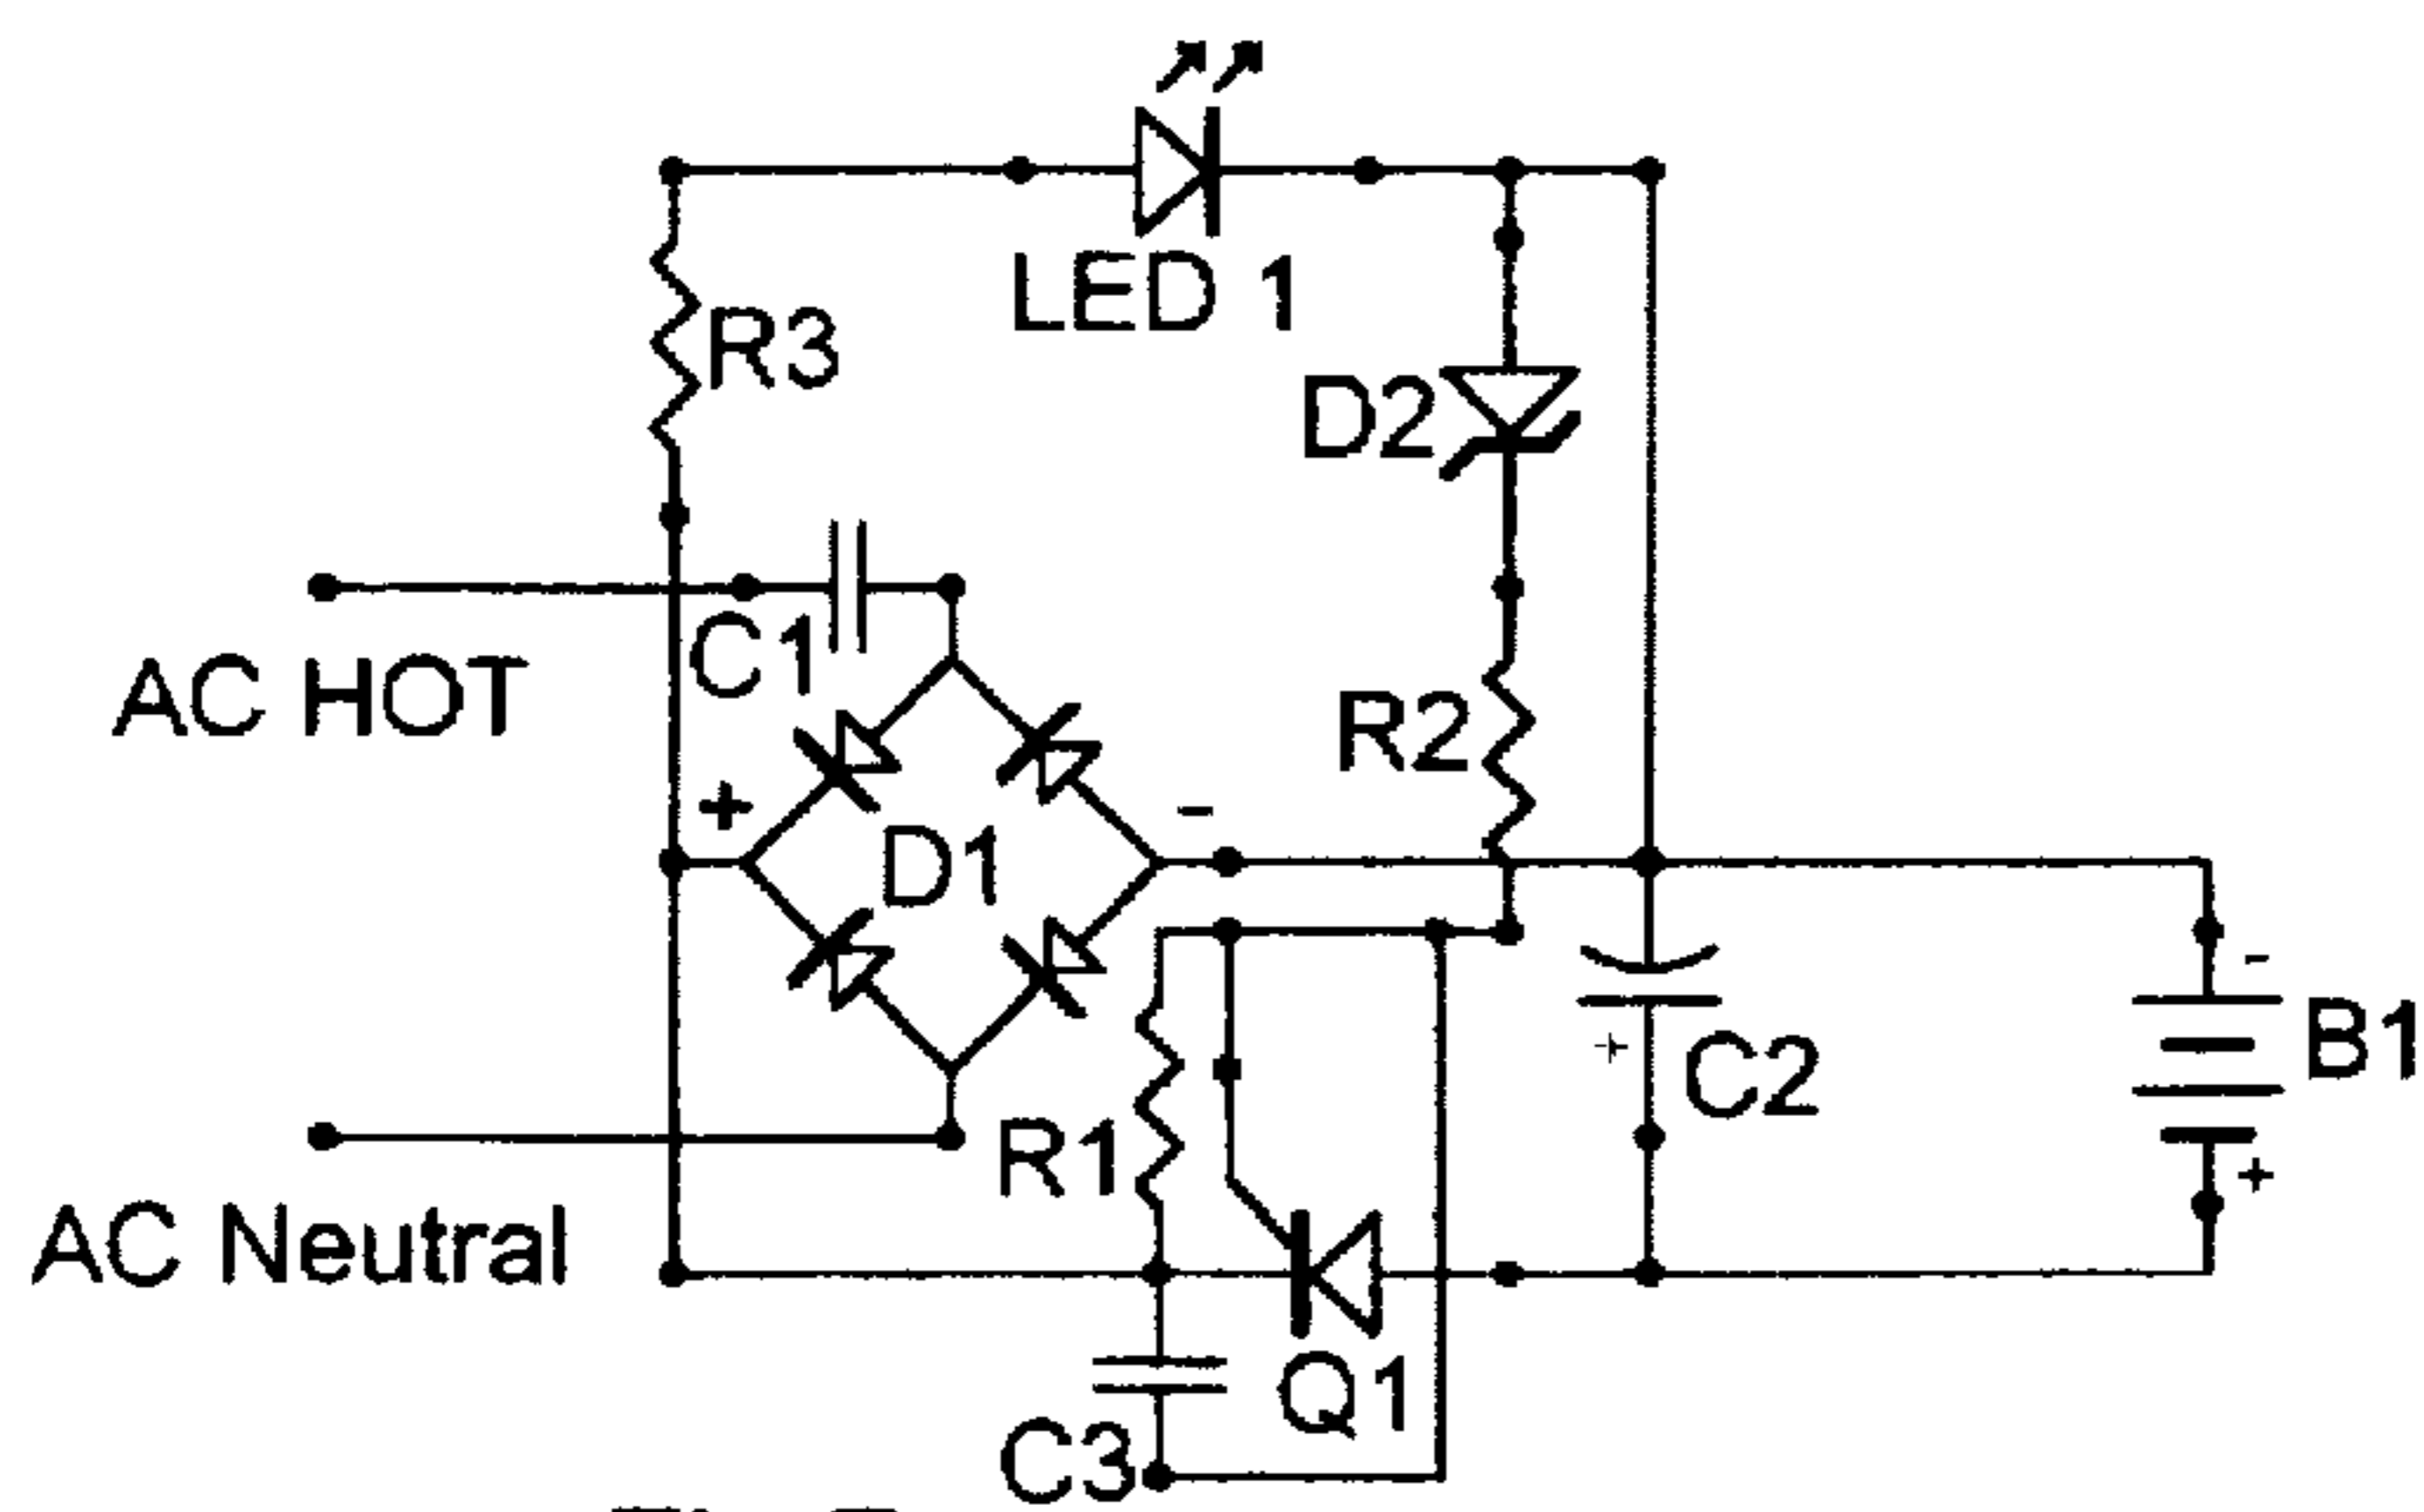 LED 1
R3
D2
C1
AC HOT
R2
+
-
D1
-
B1
+
C2
R1
+
AC Neutral
Q1
C3